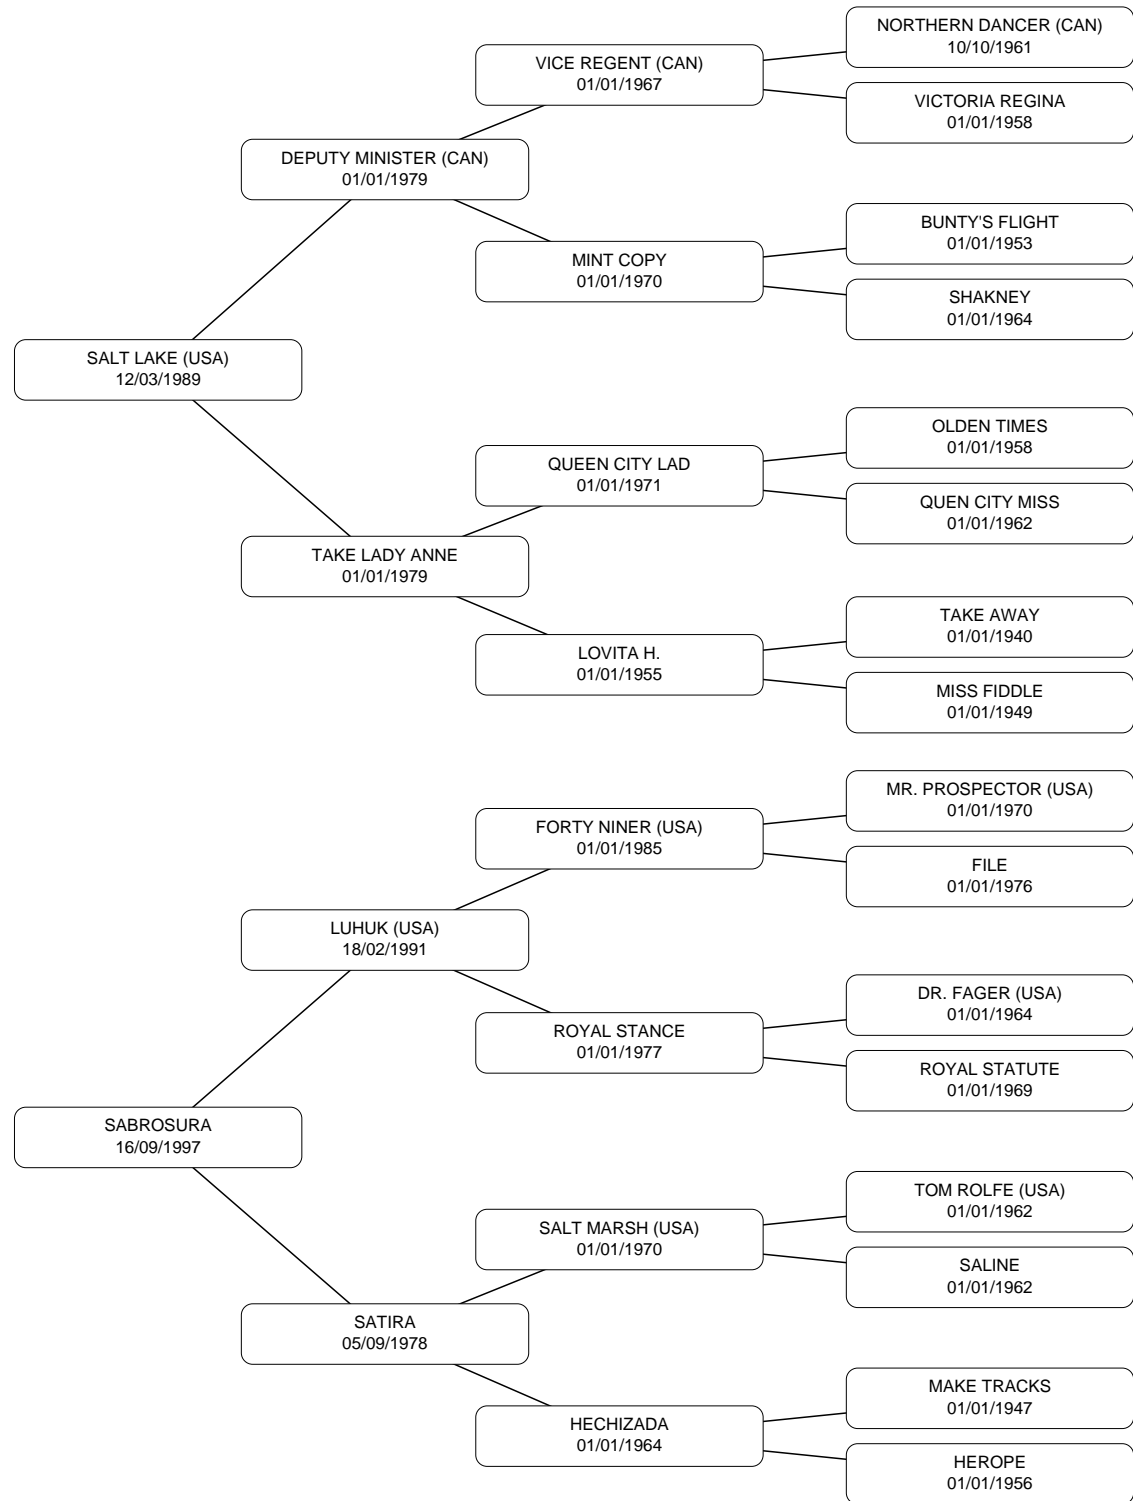 NORTHERN DANCER (CAN)
10/10/1961
VICE REGENT (CAN)
01/01/1967
VICTORIA REGINA
01/01/1958
DEPUTY MINISTER (CAN)
01/01/1979
BUNTY'S FLIGHT
01/01/1953
MINT COPY
01/01/1970
SHAKNEY
01/01/1964
SALT LAKE (USA)
12/03/1989
OLDEN TIMES
01/01/1958
QUEEN CITY LAD
01/01/1971
QUEN CITY MISS
01/01/1962
TAKE LADY ANNE
01/01/1979
TAKE AWAY
01/01/1940
LOVITA H.
01/01/1955
MISS FIDDLE
01/01/1949
MR. PROSPECTOR (USA)
01/01/1970
FORTY NINER (USA)
01/01/1985
FILE
01/01/1976
LUHUK (USA)
18/02/1991
DR. FAGER (USA)
01/01/1964
ROYAL STANCE
01/01/1977
ROYAL STATUTE
01/01/1969
SABROSURA
16/09/1997
TOM ROLFE (USA)
01/01/1962
SALT MARSH (USA)
01/01/1970
SALINE
01/01/1962
SATIRA
05/09/1978
MAKE TRACKS
01/01/1947
HECHIZADA
01/01/1964
HEROPE
01/01/1956